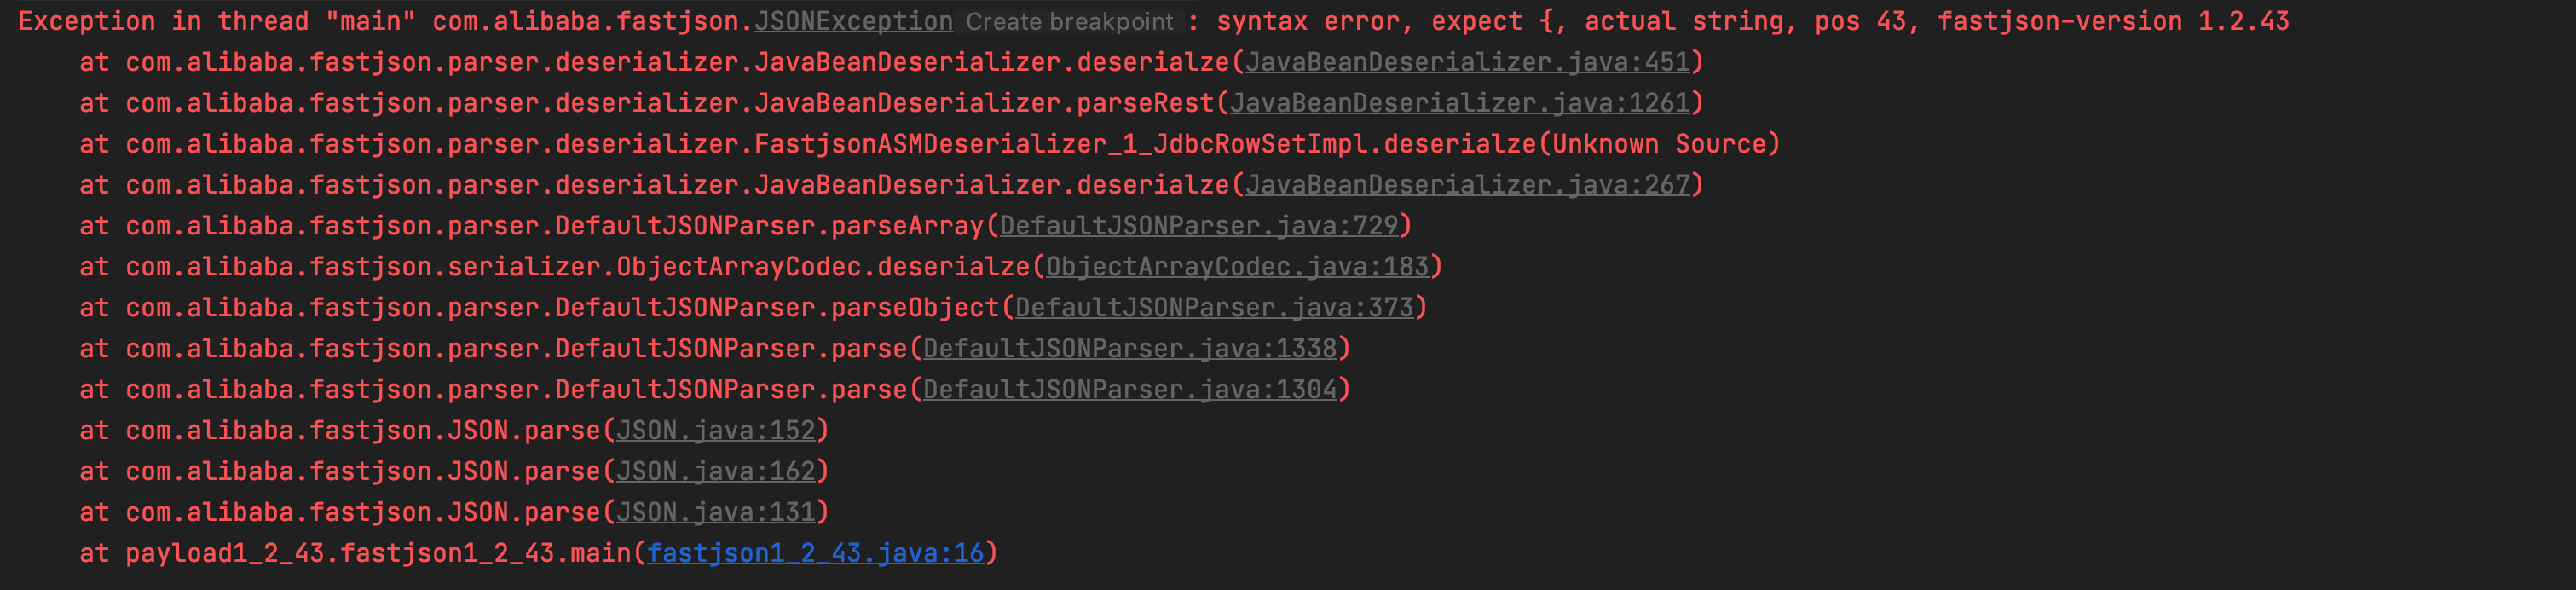 Exception in thread "main" com.alibaba.fastjson.JSONException Create breakpoint : syntax error, expect {, actual string, pos 43, fastjson-version 1.2.43
at com.alibaba.fastjson.parser.deserializer.JavaBeanDeserializer.deserialze(JavaBeanDeserializer.java:451)
at com.alibaba.fastjson.parser.deserializer.JavaBeanDeserializer.parseRest(JavaBeanDeserializer.java:1261)
at com.alibaba.fastjson.parser.deserializer.FastjsonASMDeserializer_1_JdbcRowSetImpl.deserialze(Unknown Source)
at com.alibaba.fastjson.parser.deserializer.JavaBeanDeserializer.deserialze(JavaBeanDeserializer.java:267)
at com.alibaba.fastjson.parser.DefaultJSONParser.parseArray(DefaultJSONParser.java:729)
at com.alibaba.fastjson.serializer.ObjectArrayCodec.deserialze(ObjectArrayCodec.java:183)
at com.alibaba.fastjson.parser.DefaultJSONParser.parseObject(DefaultJSONParser.java:373)
at com.alibaba.fastjson.parser.DefaultJSONParser.parse(DefaultJSONParser.java:1338)
at com.alibaba.fastjson.parser.DefaultJSONParser.parse(DefaultJSONParser.java:1304)
at com.alibaba.fastjson.JSON.parse(JSON.java:152)
at com.alibaba.fastjson.JSON.parse(JSON.java:162)
at com.alibaba.fastjson.JSON.parse(JSON.java:131)
at payload1_2_43.fastjson1_2_43.main(fastjson1_2_43.java:16)